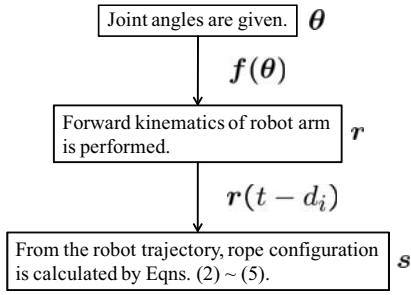 Joint angles are given. θ
f(θ)
Forward kinematics of robot arm
is performed. r
r(t − d_i)
From the robot trajectory, rope configuration
is calculated by Eqns. (2) ~ (5). s